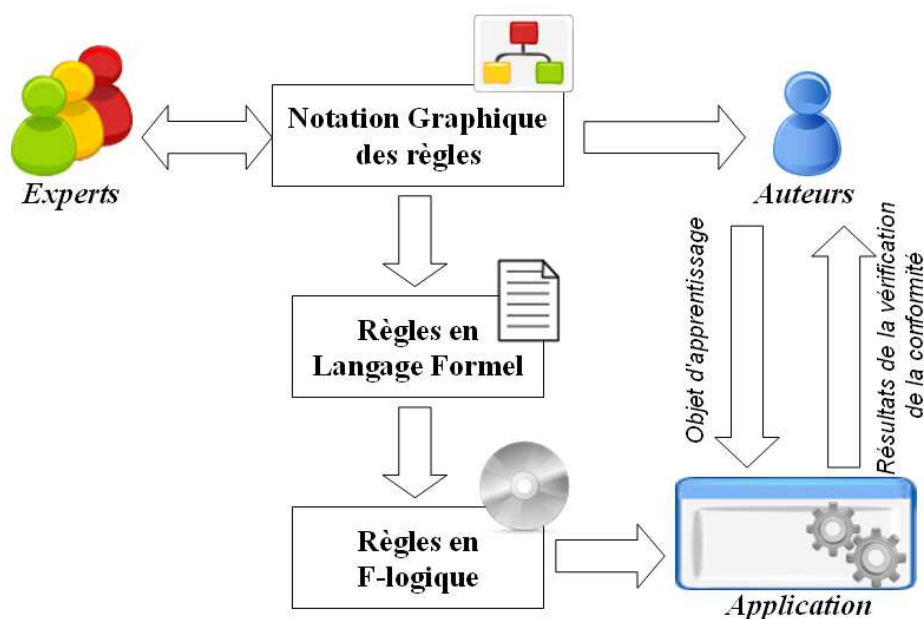 Notation Graphique
des règles
Experts
Auteurs
Règles en
Langage Formel
Objet d'apprentissage
Résultats de la vérification
de la conformité
Règles en
F-logique
Application